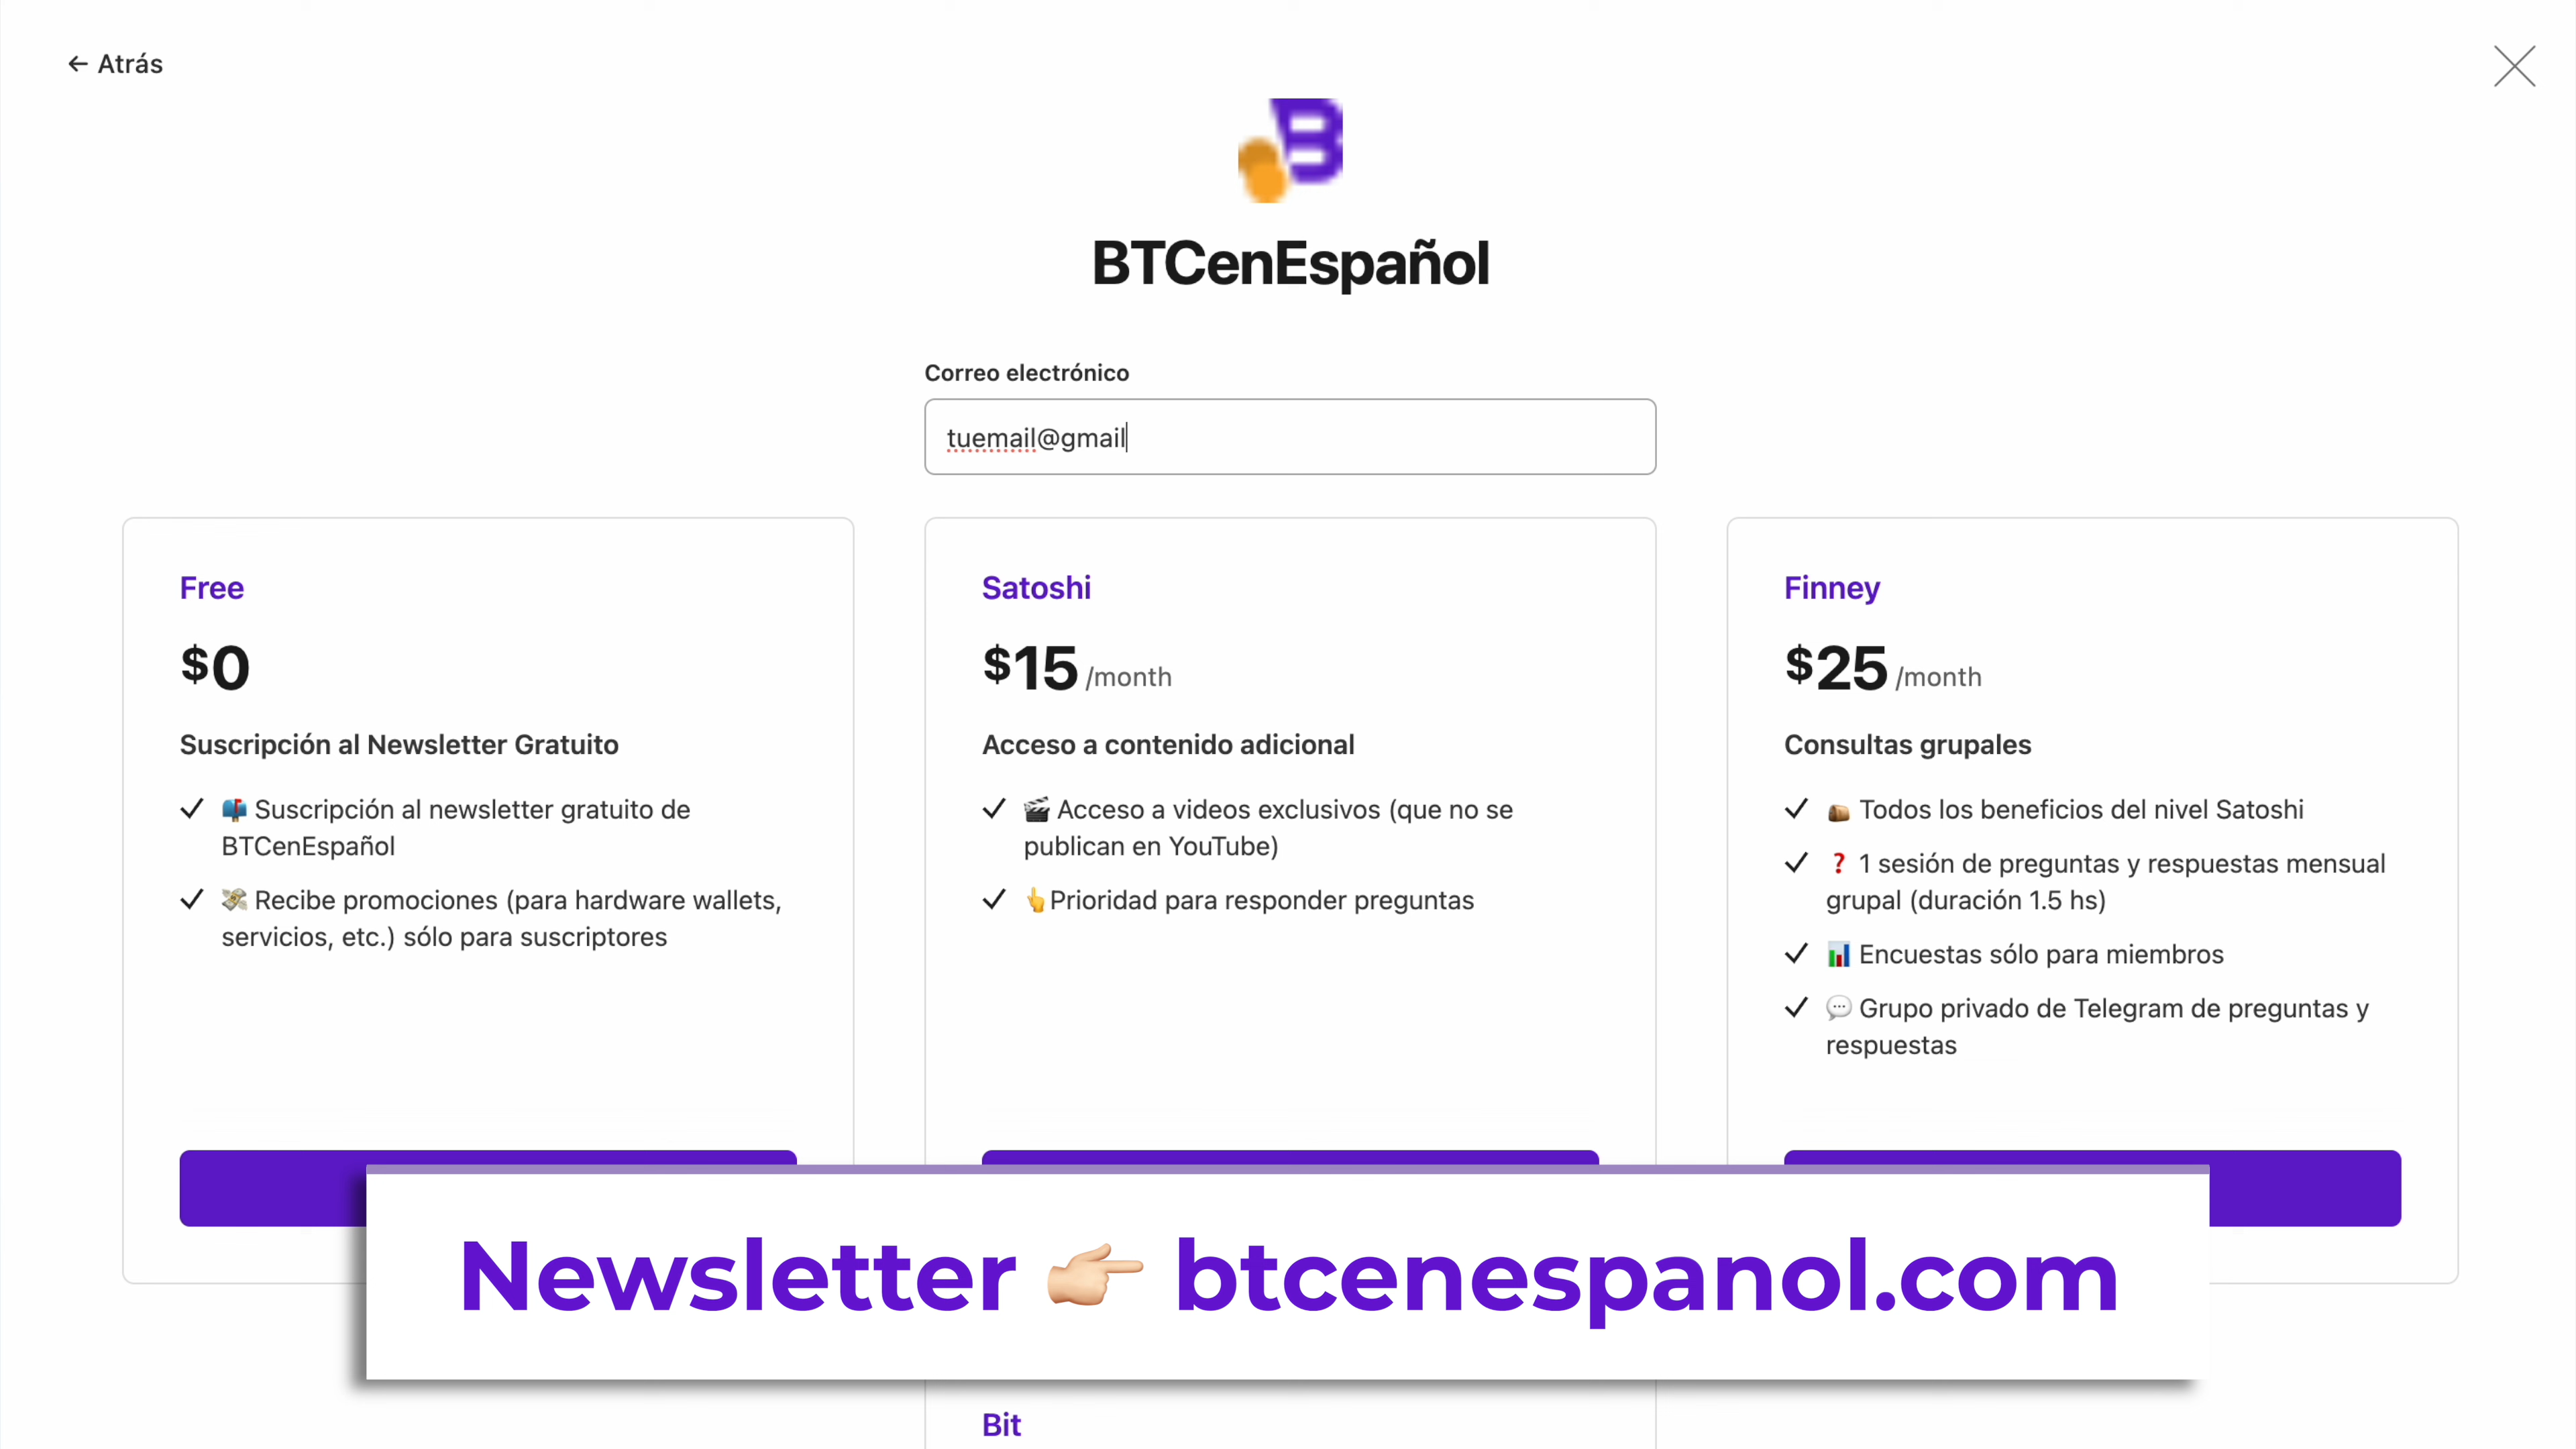 ← Atrás
BTCenEspañol
Correo electrónico
tuemail@gmail
Free
$0
Suscripción al Newsletter Gratuito
✓ 📫 Suscripción al newsletter gratuito de
BTCenEspañol
✓ 💸 Recibe promociones (para hardware wallets,
servicios, etc.) sólo para suscriptores
Satoshi
$15 /month
Acceso a contenido adicional
✓ 🎬 Acceso a videos exclusivos (que no se
publican en YouTube)
✓ 👆Prioridad para responder preguntas
Finney
$25 /month
Consultas grupales
✓ 🪵 Todos los beneficios del nivel Satoshi
✓ ❓ 1 sesión de preguntas y respuestas mensual
grupal (duración 1.5 hs)
✓ 📊 Encuestas sólo para miembros
✓ 💬 Grupo privado de Telegram de preguntas y
respuestas
Newsletter 👉🏻 btcenespanol.com
Bit